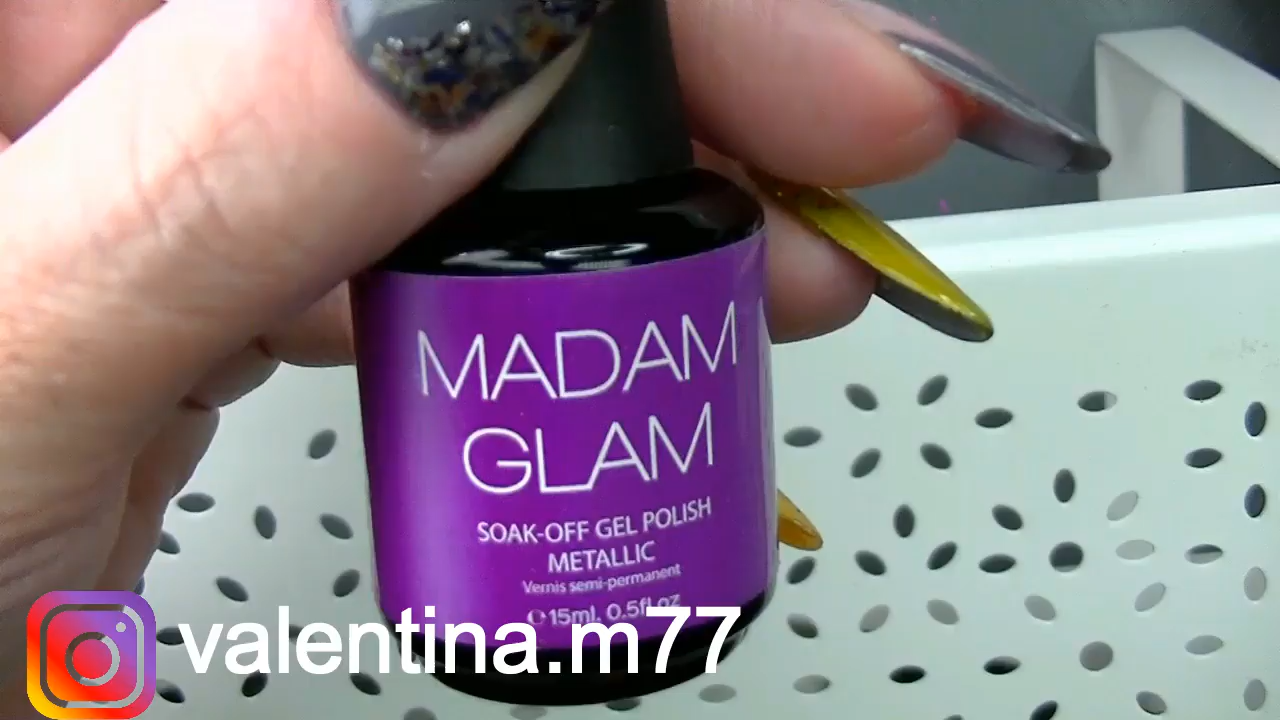 MADAM
GLAM
SOAK-OFF GEL POLISH
METALLIC
Vernis semi-permanent
℮15ml, 0.5fl.oz
valentina.m77